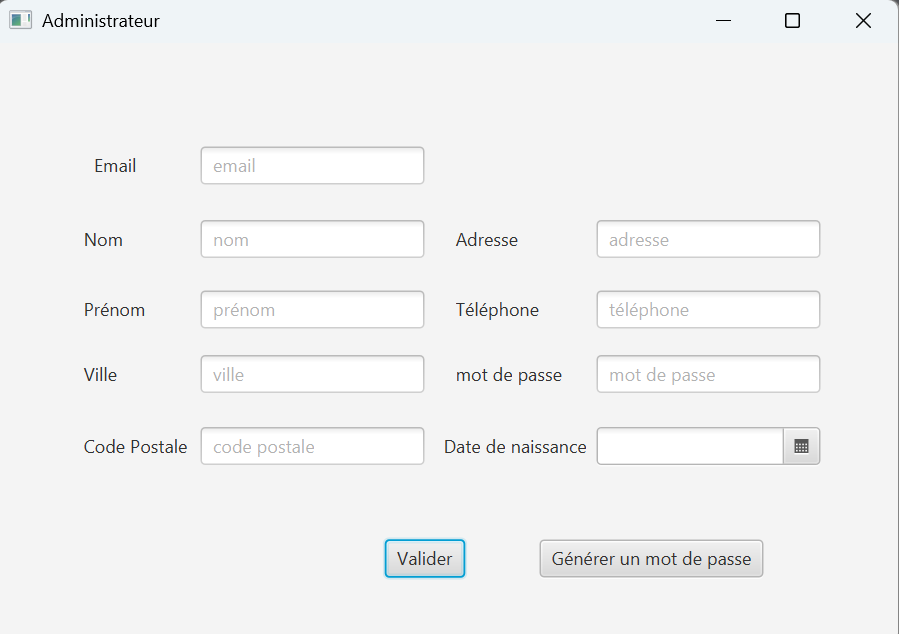 Administrateur
Email email
Nom nom Adresse adresse
Prénom prénom Téléphone téléphone
Ville ville mot de passe mot de passe
Code Postale code postale Date de naissance
Valider Générer un mot de passe